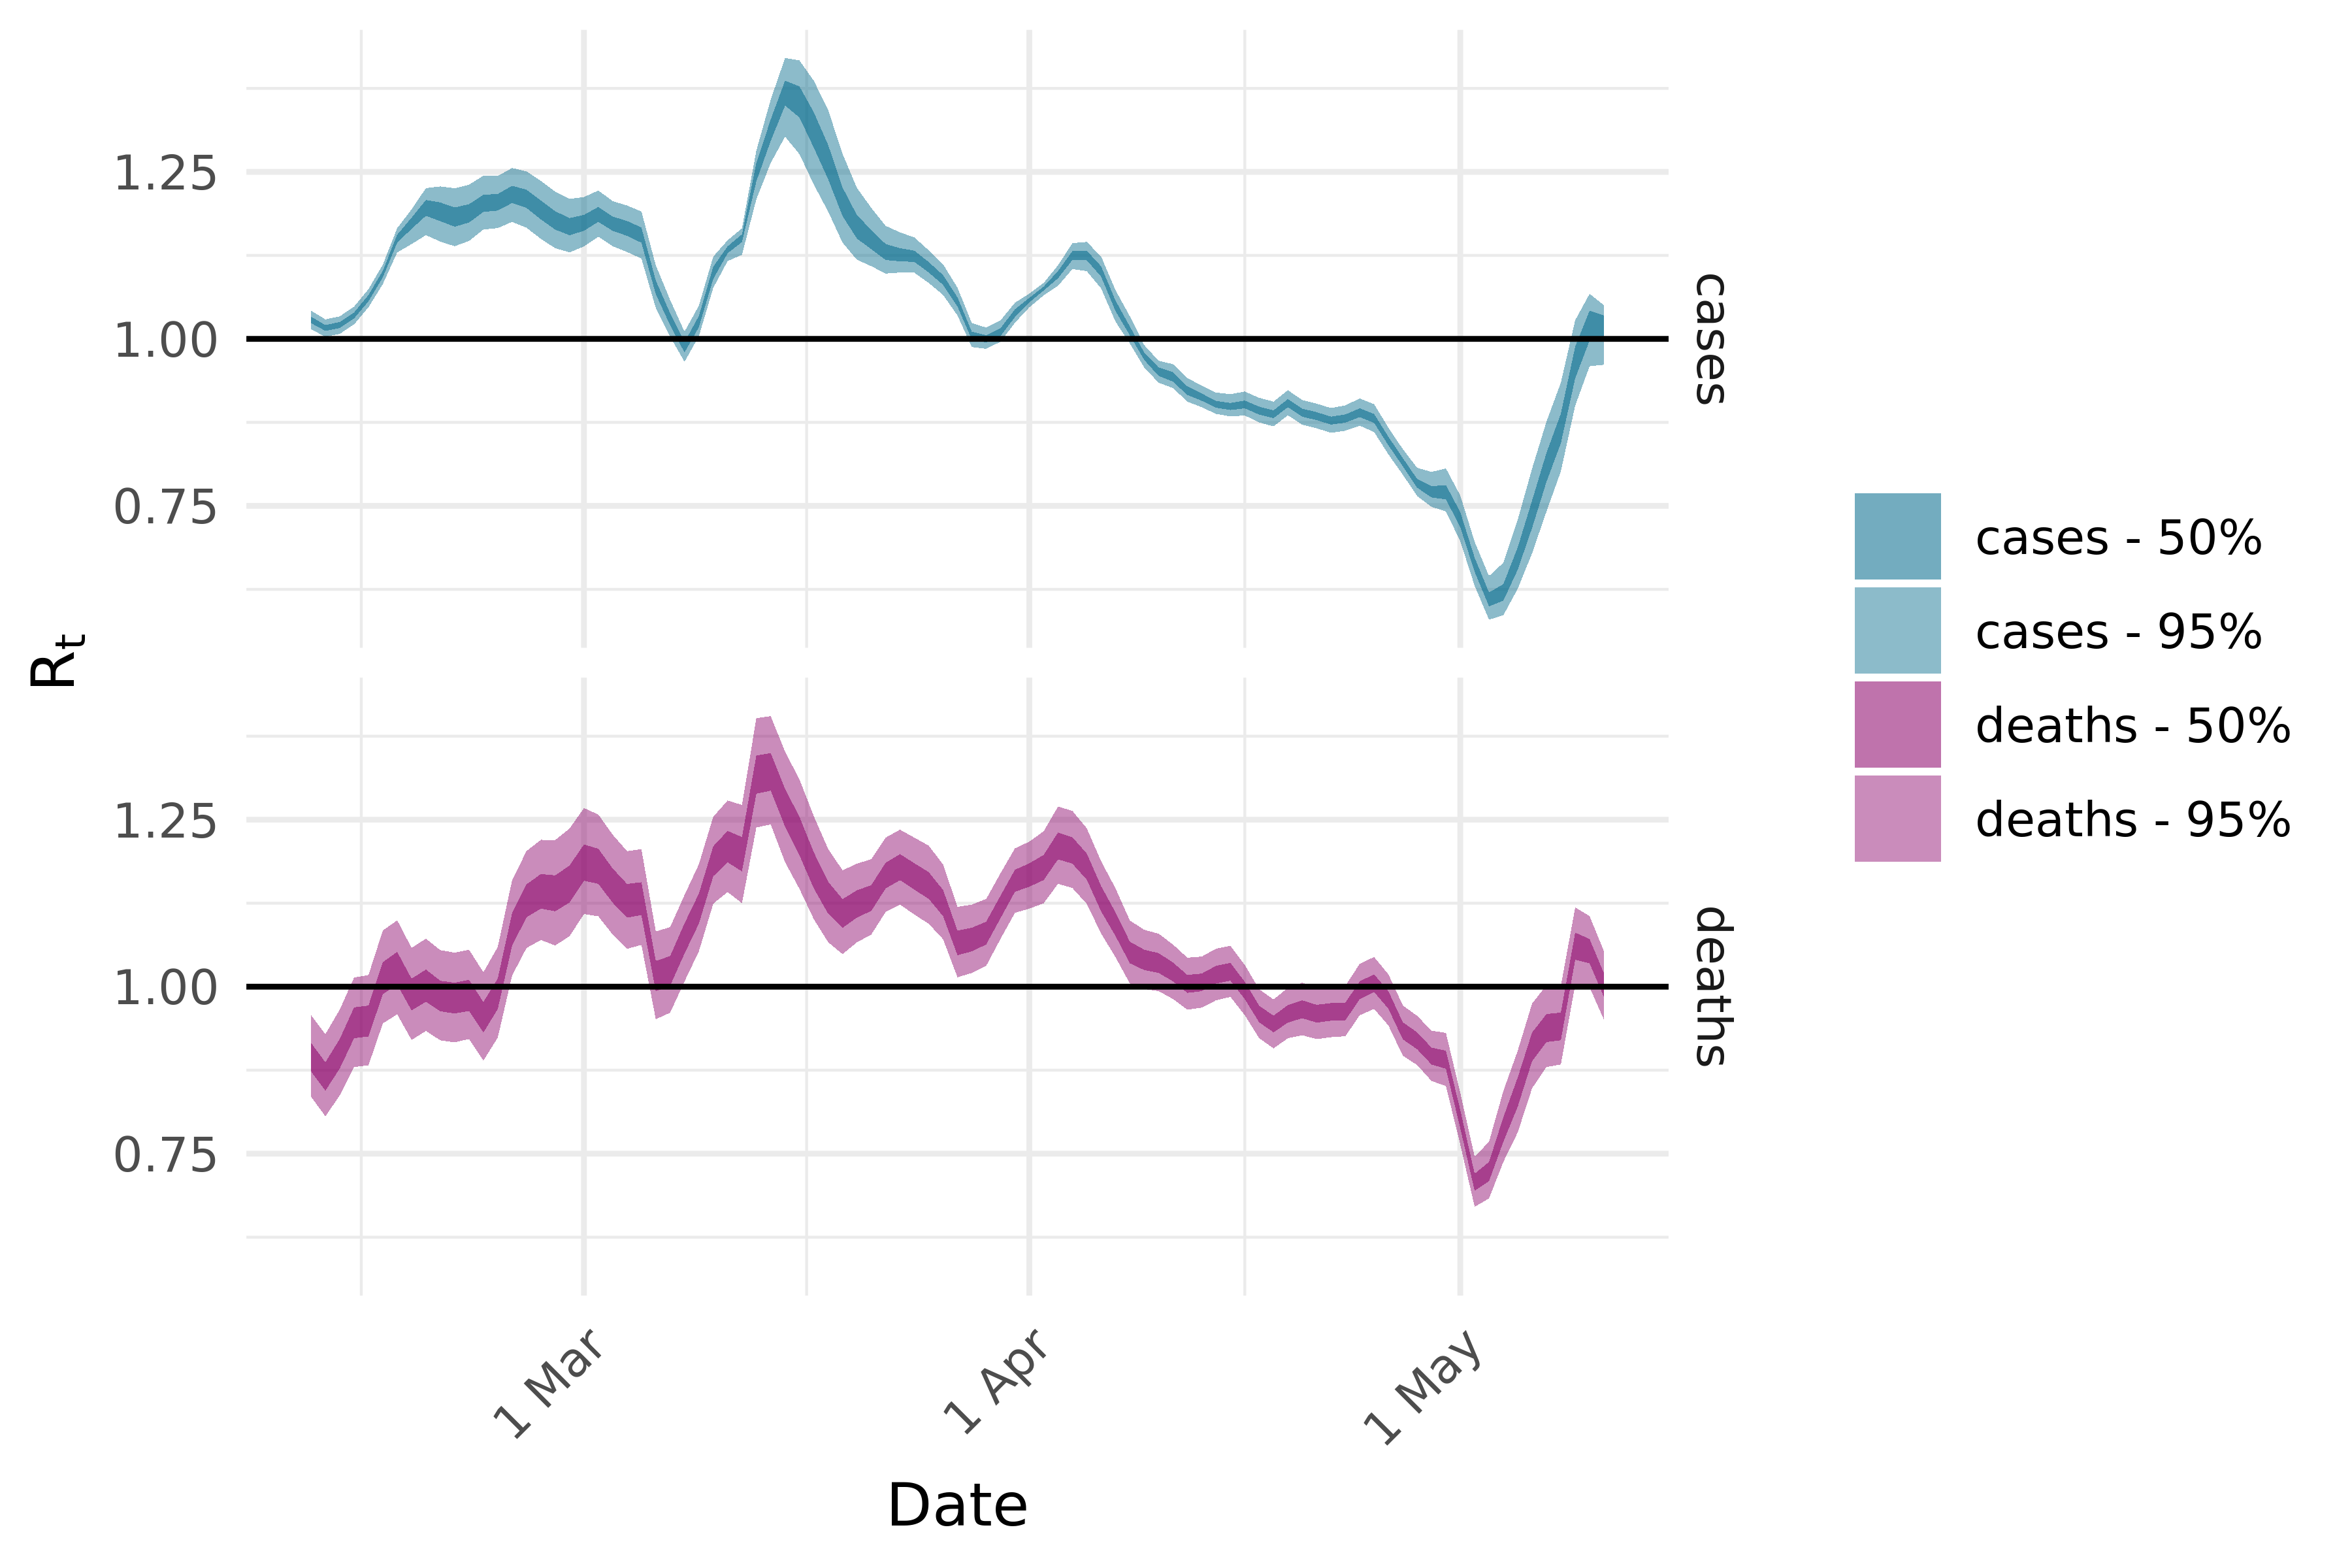 1.25
1.00
0.75
cases
Rt
1.25
1.00
0.75
deaths
1 Mar
1 Apr
1 May
Date
cases - 50%
cases - 95%
deaths - 50%
deaths - 95%